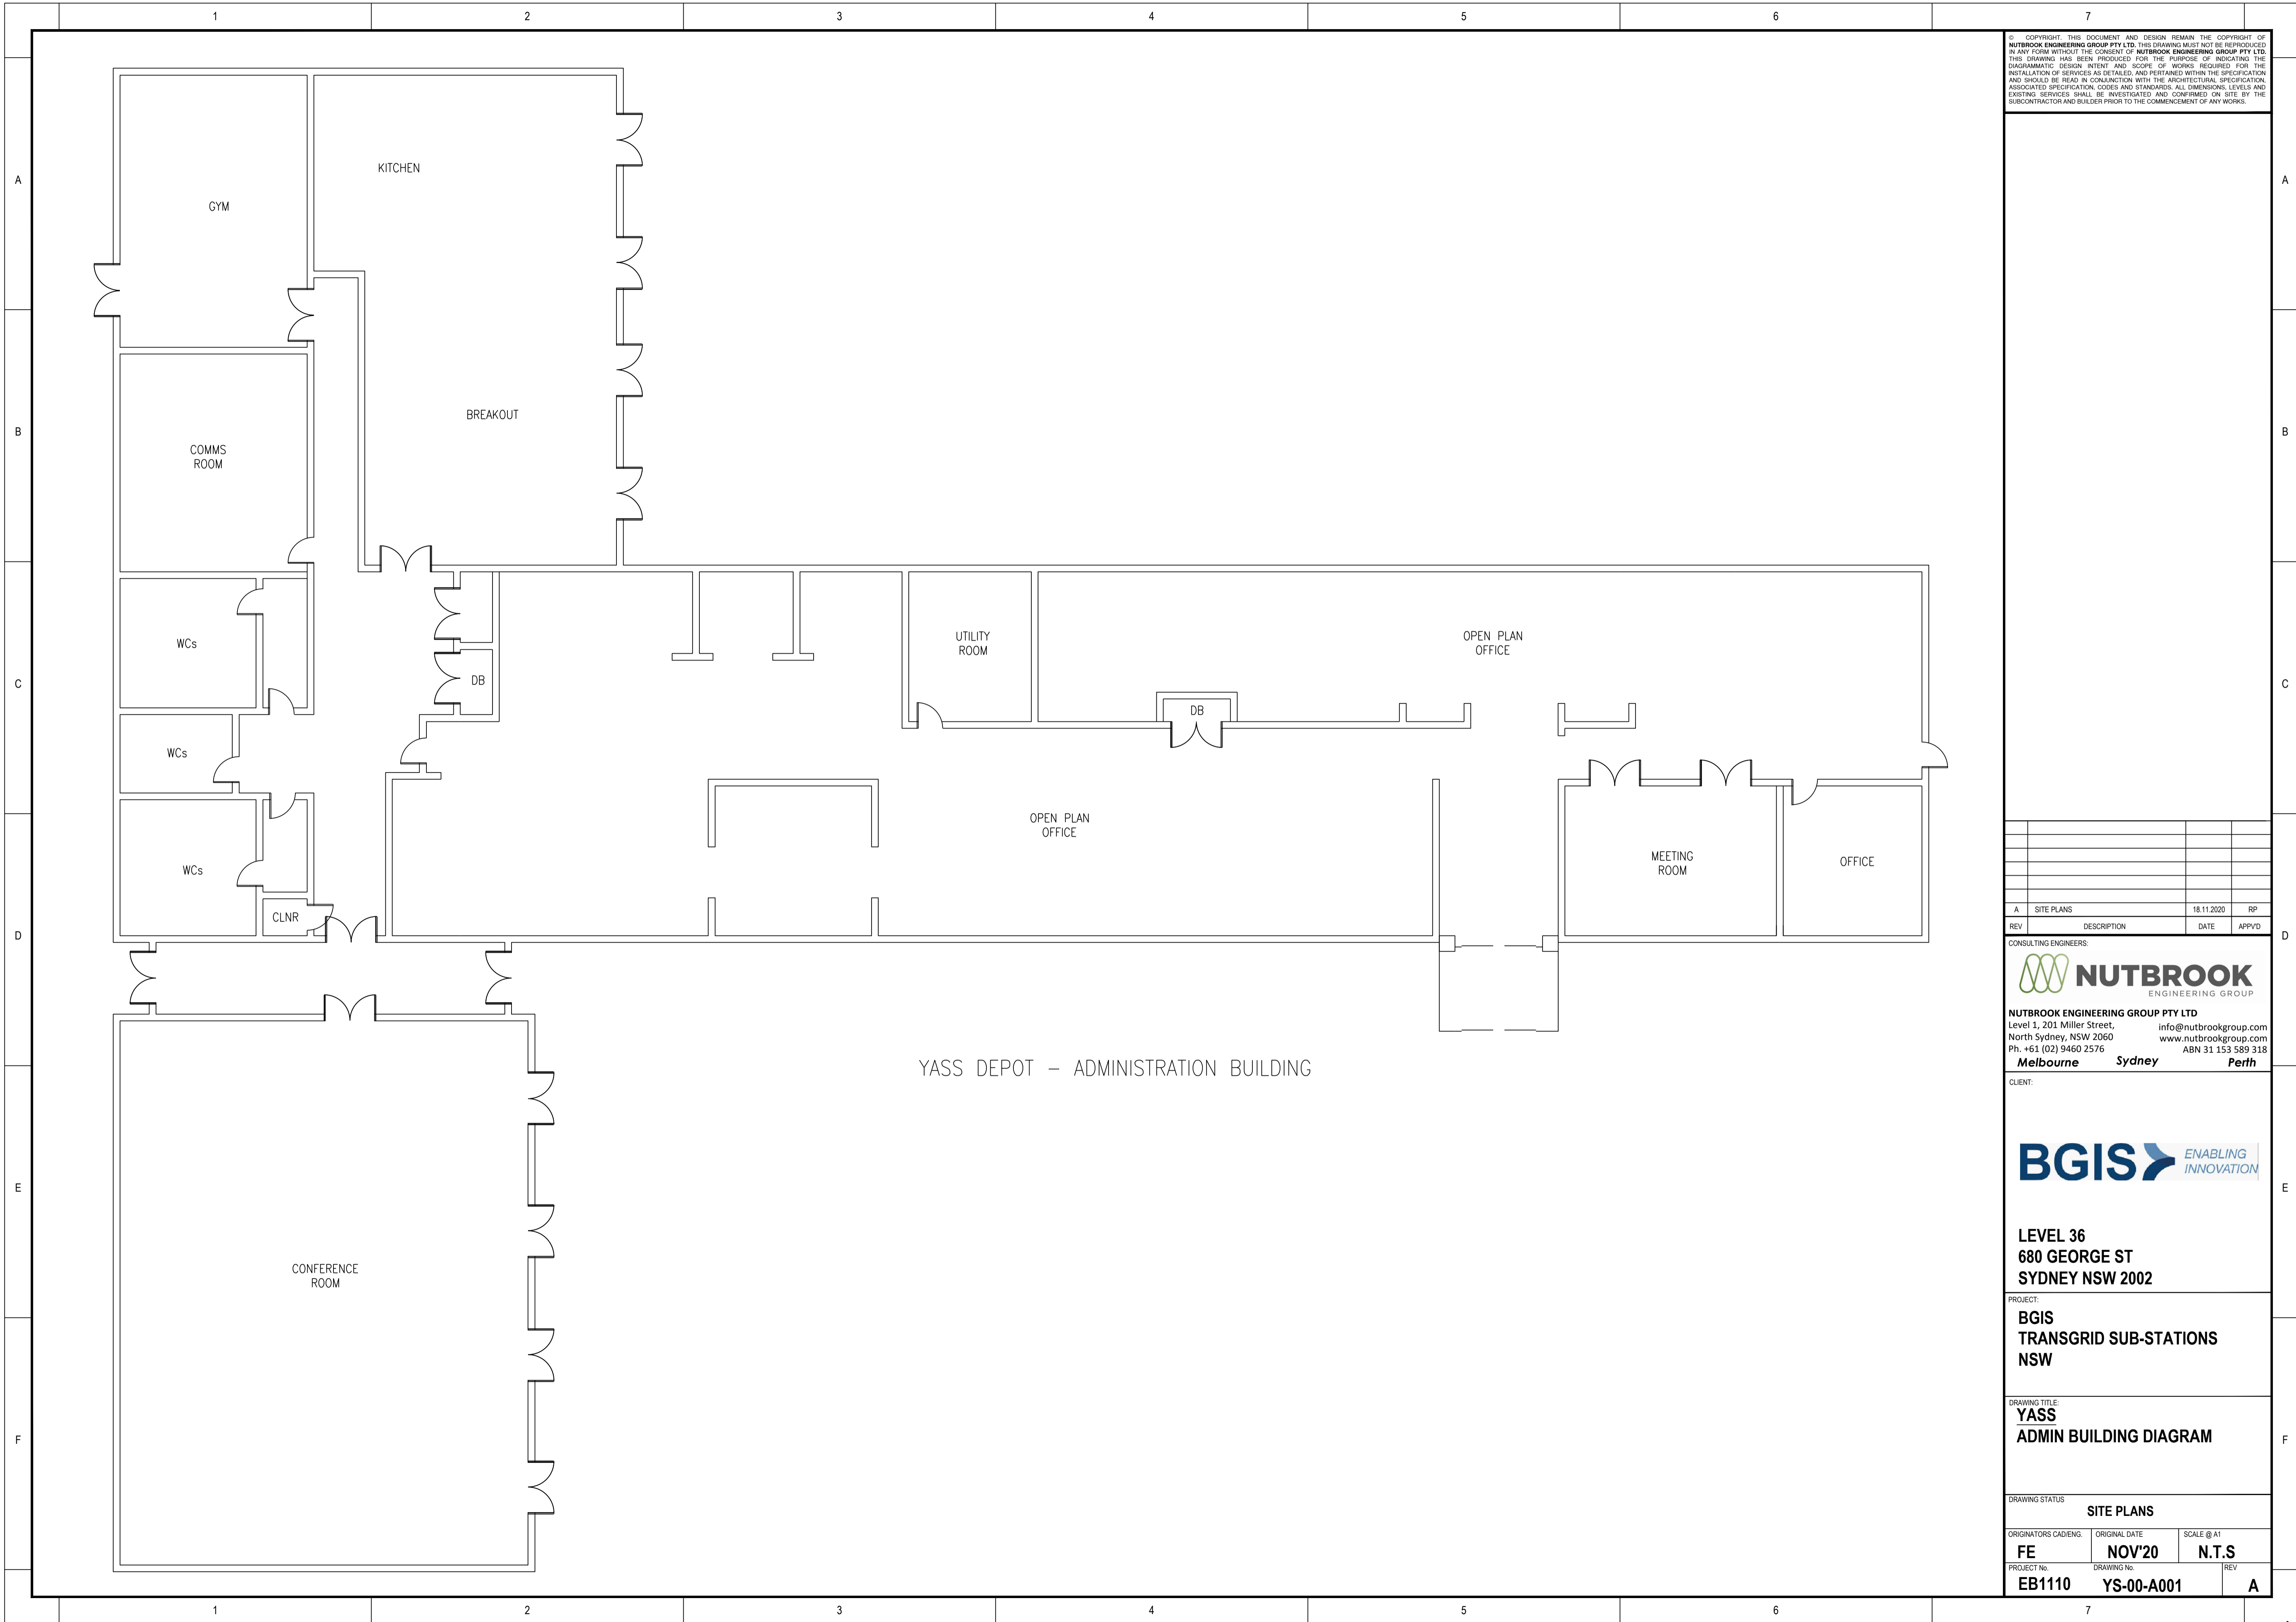 1 2 3 4 5 6 7
© COPYRIGHT. THIS DOCUMENT AND DESIGN REMAIN THE COPYRIGHT OF
NUTBROOK ENGINEERING GROUP PTY LTD. THIS DRAWING MUST NOT BE REPRODUCED
IN ANY FORM WITHOUT THE CONSENT OF NUTBROOK ENGINEERING GROUP PTY LTD.
THIS DRAWING HAS BEEN PRODUCED FOR THE PURPOSE OF INDICATING THE
DIAGRAMMATIC DESIGN INTENT AND SCOPE OF WORKS REQUIRED FOR THE
INSTALLATION OF SERVICES AS DETAILED, AND PERTAINED WITHIN THE SPECIFICATION
AND SHOULD BE READ IN CONJUNCTION WITH THE ARCHITECTURAL SPECIFICATION,
ASSOCIATED SPECIFICATION, CODES AND STANDARDS. ALL DIMENSIONS, LEVELS AND
EXISTING SERVICES SHALL BE INVESTIGATED AND CONFIRMED ON SITE BY THE
SUBCONTRACTOR AND BUILDER PRIOR TO THE COMMENCEMENT OF ANY WORKS.
A
A
KITCHEN
GYM
B
B
BREAKOUT
COMMS
ROOM
C
C
WCs
UTILITY
ROOM
OPEN PLAN
OFFICE
DB
DB
WCs
OPEN PLAN
OFFICE
MEETING
ROOM
OFFICE
WCs
CLNR
D
D
YASS DEPOT - ADMINISTRATION BUILDING
E
E
CONFERENCE
ROOM
F
F
A SITE PLANS 18.11.2020 RP
REV DESCRIPTION DATE APPV'D
CONSULTING ENGINEERS:
NUTBROOK
ENGINEERING GROUP
NUTBROOK ENGINEERING GROUP PTY LTD
Level 1, 201 Miller Street, info@nutbrookgroup.com
North Sydney, NSW 2060 www.nutbrookgroup.com
Ph. +61 (02) 9460 2576 ABN 31 153 589 318
Melbourne Sydney Perth
CLIENT:
BGIS ENABLING
INNOVATION
LEVEL 36
680 GEORGE ST
SYDNEY NSW 2002
PROJECT:
BGIS
TRANSGRID SUB-STATIONS
NSW
DRAWING TITLE:
YASS
ADMIN BUILDING DIAGRAM
DRAWING STATUS
SITE PLANS
ORIGINATORS CAD/ENG. ORIGINAL DATE SCALE @ A1
FE NOV'20 N.T.S
PROJECT No. DRAWING No. REV
EB1110 YS-00-A001 A
1 2 3 4 5 6 7